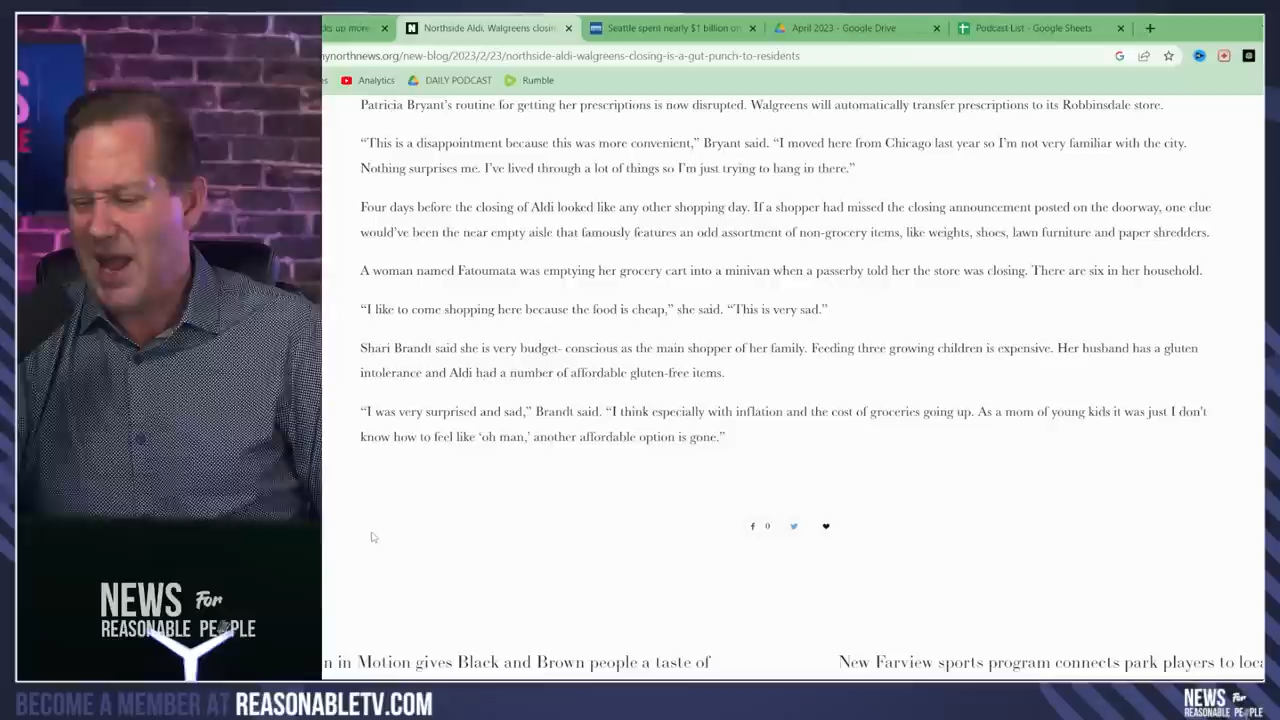 ks up more
Northside Aldi, Walgreens closin
Seattle spent nearly $1 billion on
April 2023 - Google Drive
Podcast List - Google Sheets
ynorthnews.org/new-blog/2023/2/23/northside-aldi-walgreens-closing-is-a-gut-punch-to-residents
Analytics
DAILY PODCAST
Rumble
Patricia Bryant's routine for getting her prescriptions is now disrupted. Walgreens will automatically transfer prescriptions to its Robbinsdale store.
“This is a disappointment because this was more convenient,” Bryant said. “I moved here from Chicago last year so I'm not very familiar with the city.
Nothing surprises me. I've lived through a lot of things so I'm just trying to hang in there.”
Four days before the closing of Aldi looked like any other shopping day. If a shopper had missed the closing announcement posted on the doorway, one clue
would've been the near empty aisle that famously features an odd assortment of non-grocery items, like weights, shoes, lawn furniture and paper shredders.
A woman named Fatoumata was emptying her grocery cart into a minivan when a passerby told her the store was closing. There are six in her household.
“I like to come shopping here because the food is cheap,” she said. “This is very sad.”
Shari Brandt said she is very budget- conscious as the main shopper of her family. Feeding three growing children is expensive. Her husband has a gluten
intolerance and Aldi had a number of affordable gluten-free items.
“I was very surprised and sad,” Brandt said. “I think especially with inflation and the cost of groceries going up. As a mom of young kids it was just I don't
know how to feel like ‘oh man,’ another affordable option is gone.”
0
n in Motion gives Black and Brown people a taste of
New Farview sports program connects park players to loc
NEWS For
REASONABLE PEOPLE
BECOME A MEMBER AT REASONABLETV.COM
NEWS For
REASONABLE PEOPLE